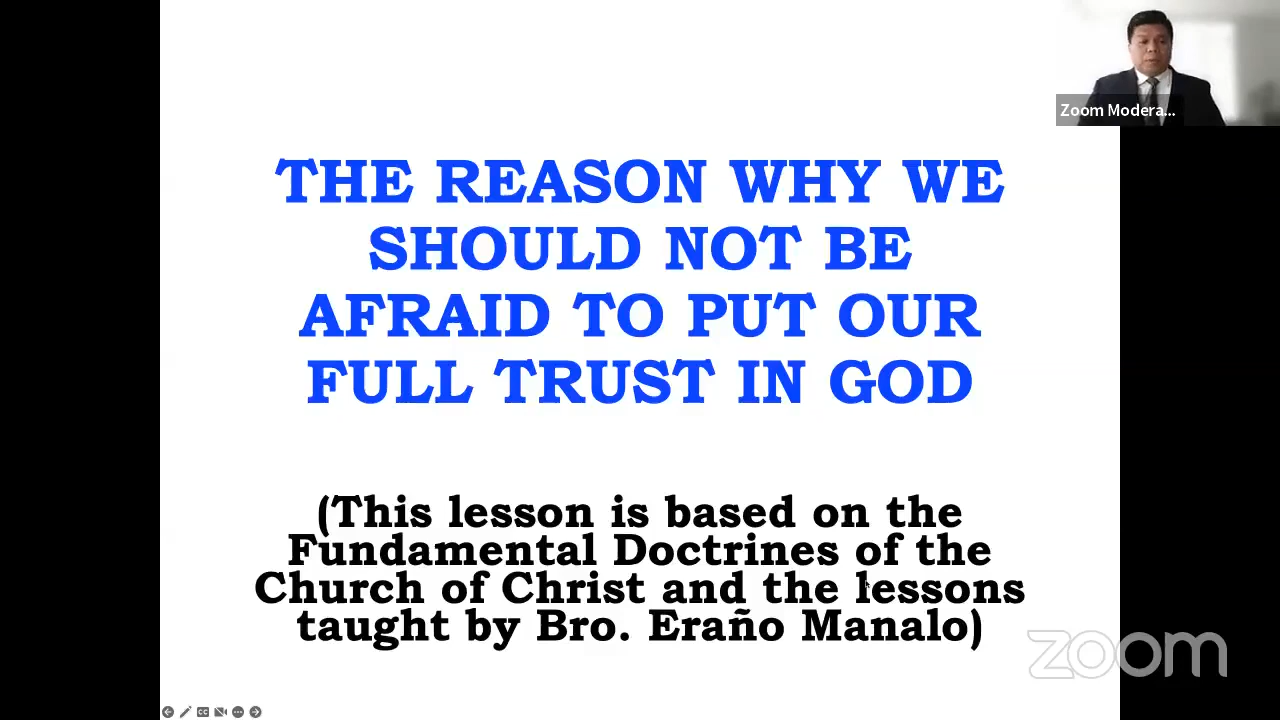 Zoom Modera...
THE REASON WHY WE
SHOULD NOT BE
AFRAID TO PUT OUR
FULL TRUST IN GOD
(This lesson is based on the
Fundamental Doctrines of the
Church of Christ and the lessons
taught by Bro. Eraño Manalo)
zoom
CC